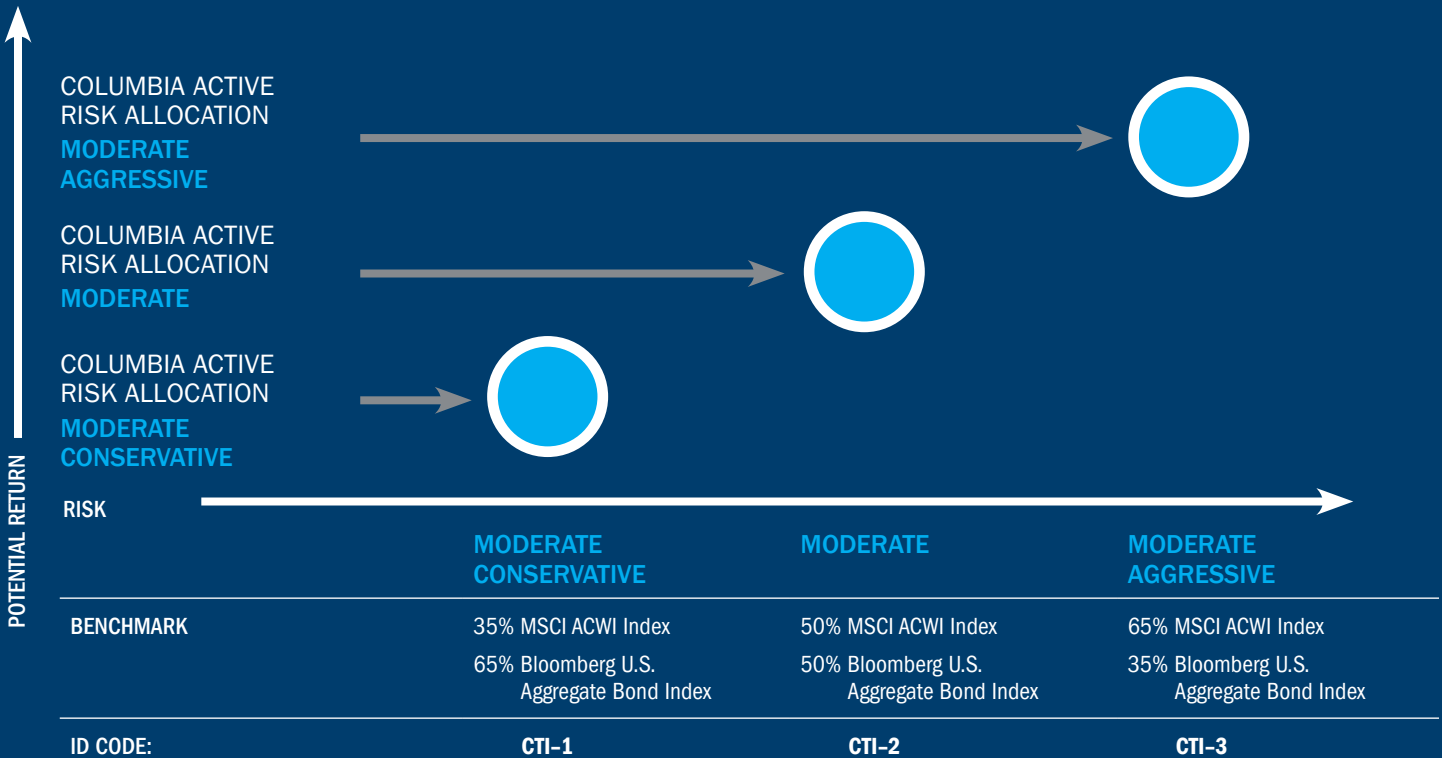 COLUMBIA ACTIVE
RISK ALLOCATION
MODERATE
AGGRESSIVE
COLUMBIA ACTIVE
RISK ALLOCATION
MODERATE
COLUMBIA ACTIVE
RISK ALLOCATION
MODERATE
CONSERVATIVE
POTENTIAL RETURN
RISK
MODERATE
CONSERVATIVE
MODERATE
MODERATE
AGGRESSIVE
BENCHMARK
35% MSCI ACWI Index
65% Bloomberg U.S.
Aggregate Bond Index
50% MSCI ACWI Index
50% Bloomberg U.S.
Aggregate Bond Index
65% MSCI ACWI Index
35% Bloomberg U.S.
Aggregate Bond Index
ID CODE:
CTI–1
CTI–2
CTI–3